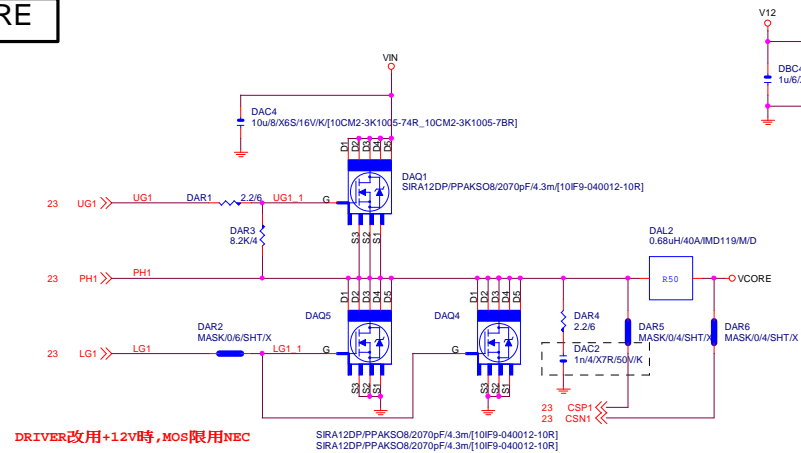 RE
V12
DBC4
1u/6/
VIN
DAC4
10u/8/X6S/16V/K/[10CM2-3K1005-74R_10CM2-3K1005-7BR]
D1 D2 D3 D4 D5
DAQ1
SIRA12DP/PPAKSO8/2070pF/4.3m/[10IF9-040012-10R]
23 UG1 UG1 DAR1 2.2/6 UG1_1 G
DAR3
8.2K/4
S3 S2 S1
DAL2
0.68uH/40A/IMD119/M/D
23 PH1 PH1 R50 VCORE
D1 D2 D3 D4 D5 D1 D2 D3 D4 D5
DAQ5 DAQ4
DAR2
MASK/0/6/SHT/X
DAR4
2.2/6
DAR5
MASK/0/4/SHT/X
DAR6
MASK/0/4/SHT/X
23 LG1 LG1 LG1_1 G G
DAC2
1n/4/X7R/50V/K
S3 S2 S1 S3 S2 S1
23 CSP1
23 CSN1
DRIVER改用+12V時,MOS限用NEC
SIRA12DP/PPAKSO8/2070pF/4.3m/[10IF9-040012-10R]
SIRA12DP/PPAKSO8/2070pF/4.3m/[10IF9-040012-10R]